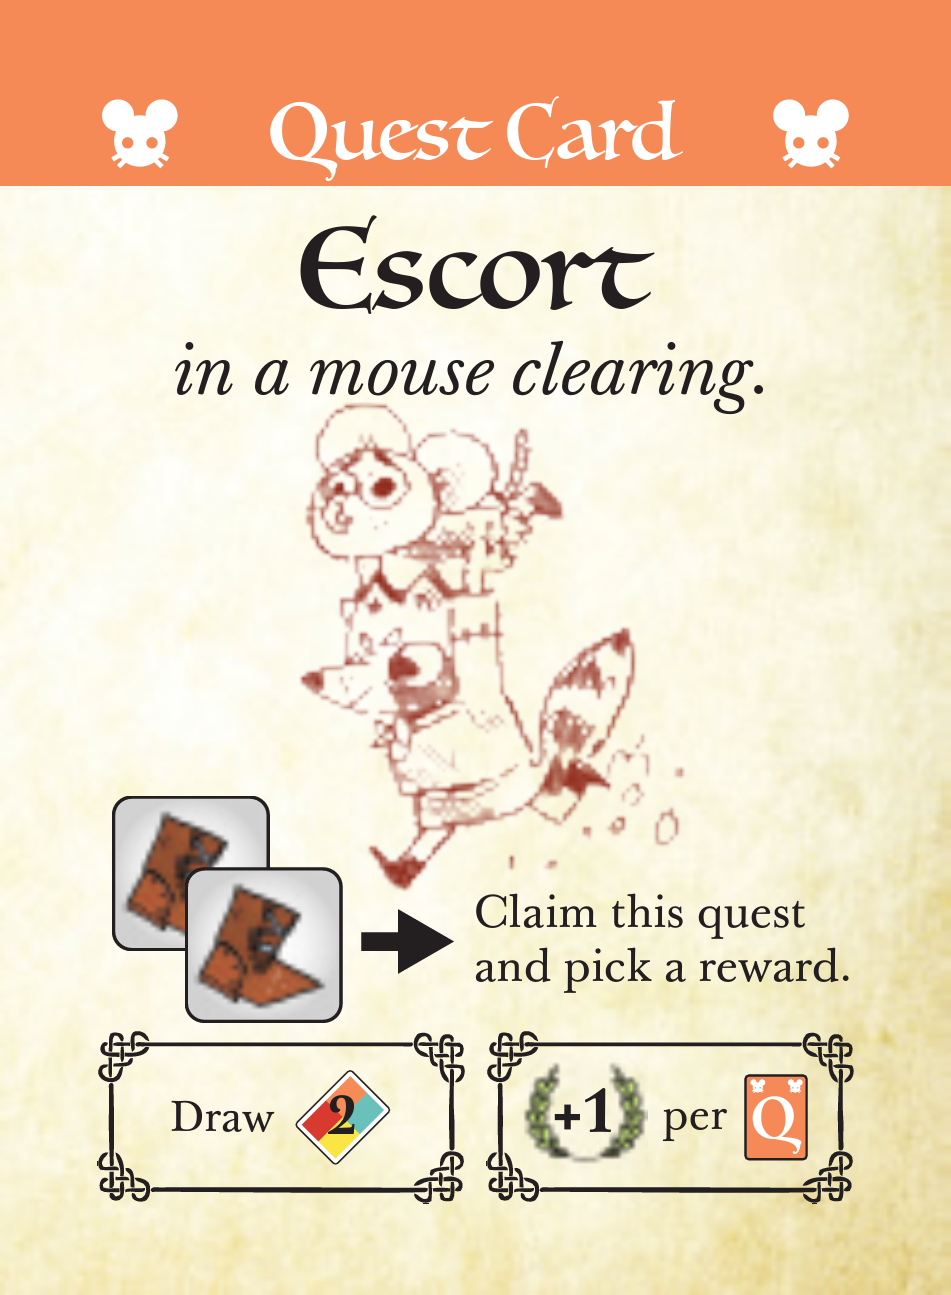 Quest Card
Escort
in a mouse clearing.
Claim this quest
and pick a reward.
Draw 2
+1 per Q